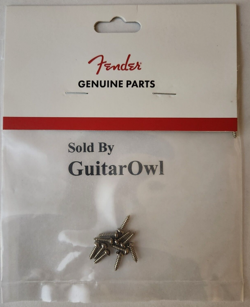 Fender
GENUINE PARTS
Sold By
GuitarOwl